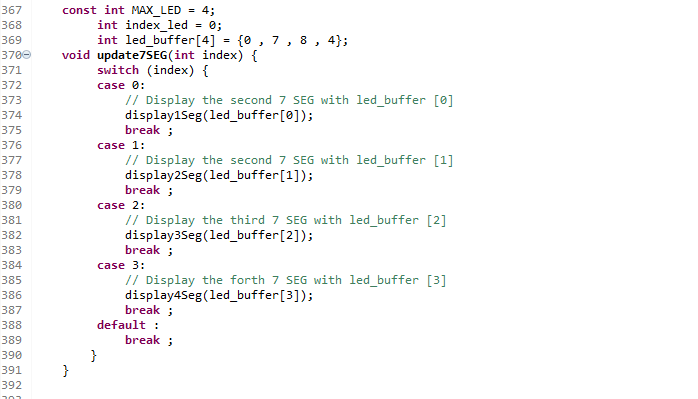 367 const int MAX_LED = 4;
368 int index_led = 0;
369 int led_buffer[4] = {0 , 7 , 8 , 4};
370 void update7SEG(int index) {
371 switch (index) {
372 case 0:
373 // Display the second 7 SEG with led_buffer [0]
374 display1Seg(led_buffer[0]);
375 break ;
376 case 1:
377 // Display the second 7 SEG with led_buffer [1]
378 display2Seg(led_buffer[1]);
379 break ;
380 case 2:
381 // Display the third 7 SEG with led_buffer [2]
382 display3Seg(led_buffer[2]);
383 break ;
384 case 3:
385 // Display the forth 7 SEG with led_buffer [3]
386 display4Seg(led_buffer[3]);
387 break ;
388 default :
389 break ;
390 }
391 }
392